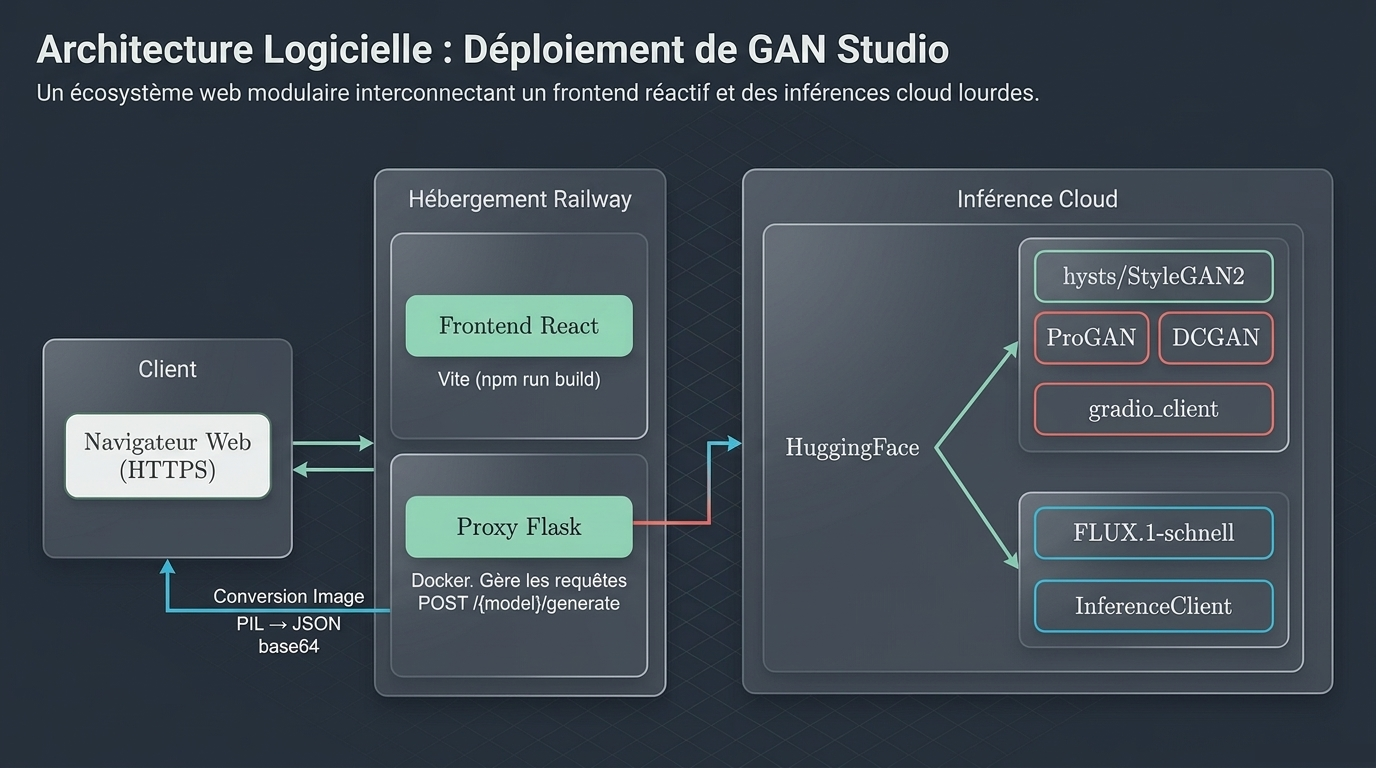 Architecture Logicielle : Déploiement de GAN Studio
Un écosystème web modulaire interconnectant un frontend réactif et des inférences cloud lourdes.
Client
Navigateur Web
(HTTPS)
Hébergement Railway
Frontend React
Vite (npm run build)
Proxy Flask
Docker. Gère les requêtes
POST /{model}/generate
Conversion Image
PIL → JSON
base64
Inférence Cloud
HuggingFace
hysts/StyleGAN2
ProGAN
DCGAN
gradio_client
FLUX.1-schnell
InferenceClient